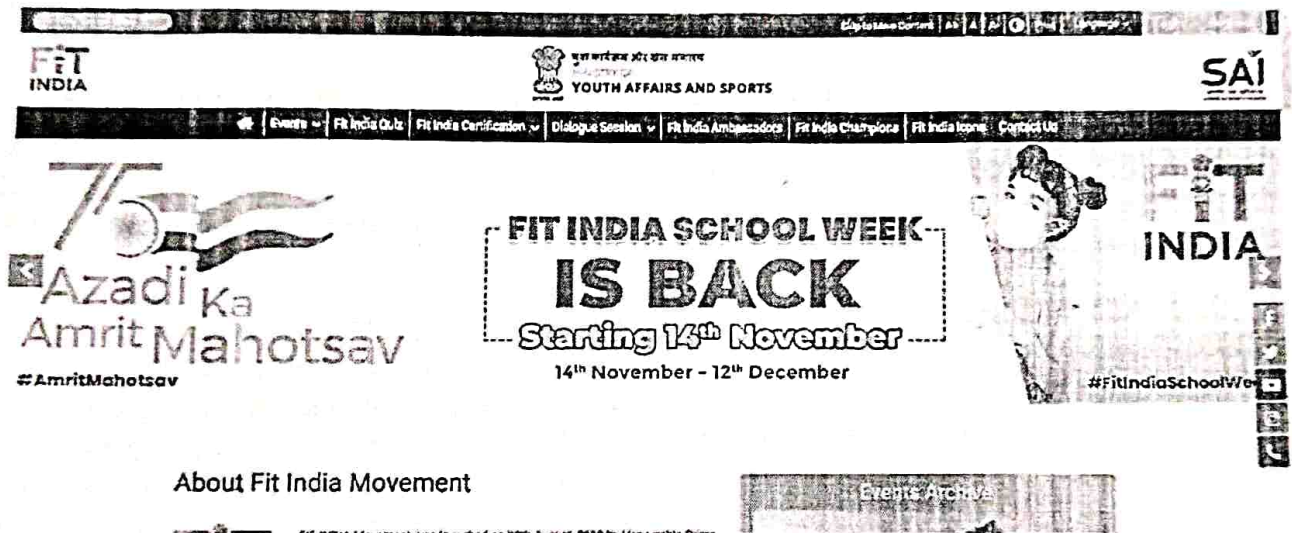 FiT
INDIA
YOUTH AFFAIRS AND SPORTS
SAI
Events
Fit India Quiz
Fit India Certification
Dialogue Session
Fit India Ambassadors
Fit India Champions
Fit India Icons
Contact Us
75
Azadi Ka
Amrit Mahotsav
#AmritMahotsav
FIT INDIA SCHOOL WEEK
IS BACK
Starting 14th November
14th November - 12th December
FiT
INDIA
#FitIndiaSchoolWe
About Fit India Movement
Events Archive